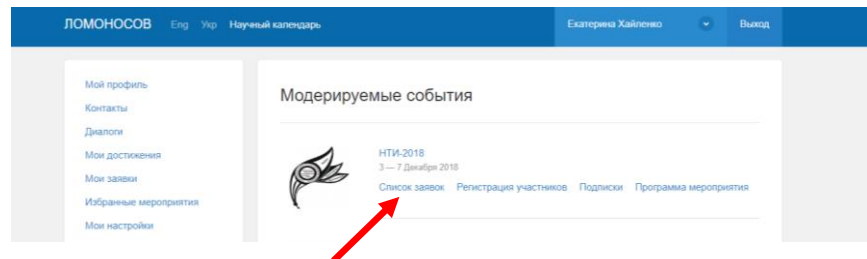 ЛОМОНОСОВ Eng Укр Научный календарь Екатерина Хайленко Выход
Мой профиль
Контакты
Диалоги
Мои достижения
Мои заявки
Избранные мероприятия
Мои настройки
Модерируемые события
НТИ-2018
3 — 7 Декабря 2018
Список заявок Регистрация участников Подписки Программа мероприятия